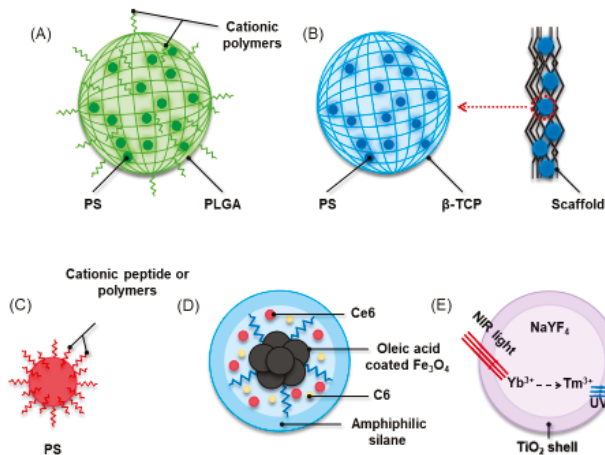 (A)
Cationic
polymers
PS
PLGA
(B)
PS
β-TCP
Scaffold
Cationic peptide or
polymers
(C)
PS
(D)
Ce6
Oleic acid
coated Fe₃O₄
C6
Amphiphilic
silane
(E)
NIR light
NaYF₄
Yb³⁺ Tm³⁺
UV
TiO₂ shell